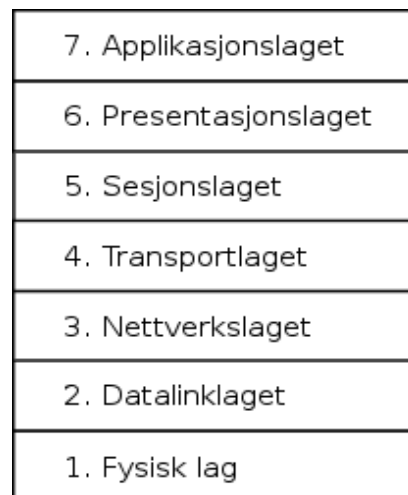 7. Applikasjonslaget
6. Presentasjonslaget
5. Sesjonslaget
4. Transportlaget
3. Nettverkslaget
2. Datalinklaget
1. Fysisk lag